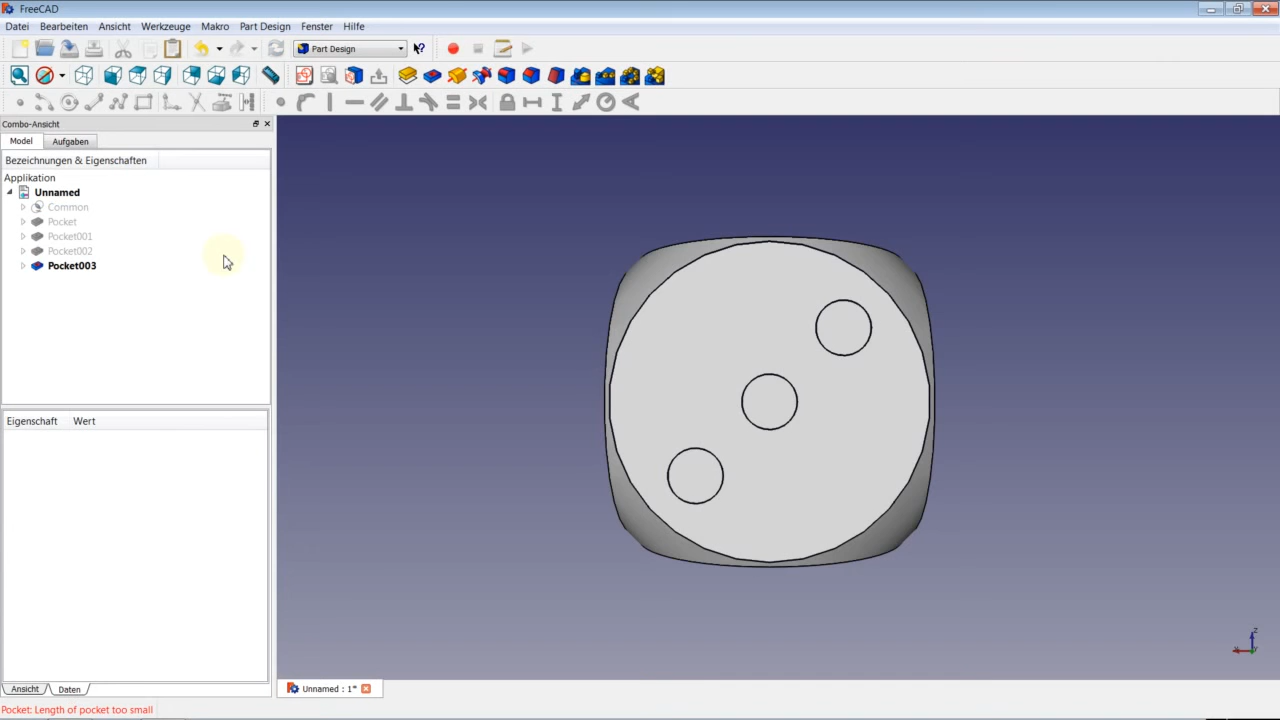 FreeCAD
Datei Bearbeiten Ansicht Werkzeuge Makro Part Design Fenster Hilfe
Part Design
Combo-Ansicht
Model Aufgaben
Bezeichnungen & Eigenschaften
Applikation
Unnamed
Common
Pocket
Pocket001
Pocket002
Pocket003
Eigenschaft Wert
Ansicht Daten
Unnamed : 1*
Pocket: Length of pocket too small